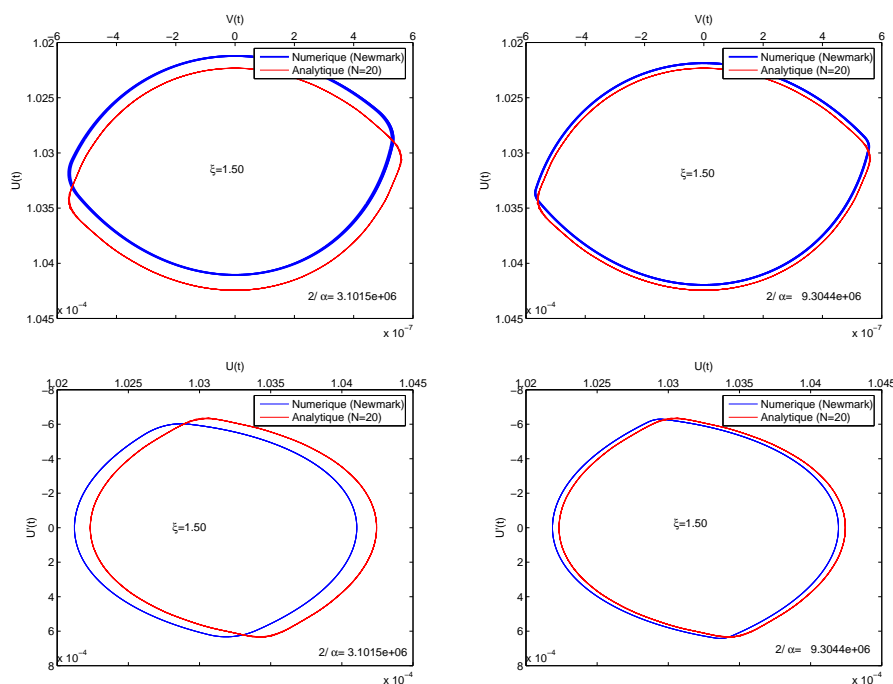 V(t)
−6 −4 −2 0 2 4 6
1.02
1.025
1.03
1.035
1.04
1.045
U(t)
Numerique (Newmark)
Analytique (N=20)
ξ=1.50
2/ α= 3.1015e+06
x 10⁻⁴
x 10⁻⁷
V(t)
−6 −4 −2 0 2 4 6
1.02
1.025
1.03
1.035
1.04
1.045
U(t)
Numerique (Newmark)
Analytique (N=20)
ξ=1.50
2/ α= 9.3044e+06
x 10⁻⁴
x 10⁻⁷
U(t)
1.02 1.025 1.03 1.035 1.04 1.045
−8
−6
−4
−2
0
2
4
6
8
U'(t)
Numerique (Newmark)
Analytique (N=20)
ξ=1.50
2/ α= 3.1015e+06
x 10⁻⁴
x 10⁻⁴
U(t)
1.02 1.025 1.03 1.035 1.04 1.045
−8
−6
−4
−2
0
2
4
6
8
U'(t)
Numerique (Newmark)
Analytique (N=20)
ξ=1.50
2/ α= 9.3044e+06
x 10⁻⁴
x 10⁻⁴